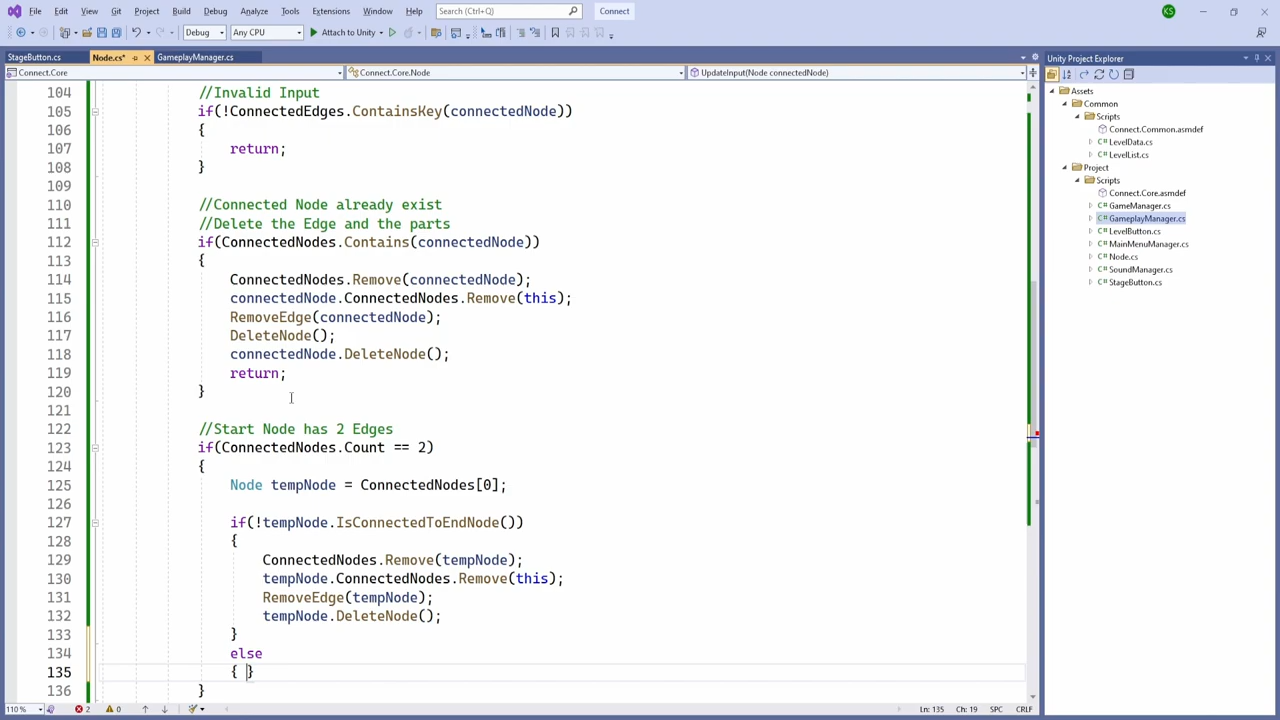 File Edit View Git Project Build Debug Analyze Tools Extensions Window Help Search (Ctrl+Q) Connect KS
Debug Any CPU Attach to Unity
StageButton.cs Node.cs* GameplayManager.cs Unity Project Explorer
Connect.Core Connect.Core.Node UpdateInput(Node connectedNode)
104 //Invalid Input
105 if(!ConnectedEdges.ContainsKey(connectedNode))
106 {
107 return;
108 }
109
110 //Connected Node already exist
111 //Delete the Edge and the parts
112 if(ConnectedNodes.Contains(connectedNode))
113 {
114 ConnectedNodes.Remove(connectedNode);
115 connectedNode.ConnectedNodes.Remove(this);
116 RemoveEdge(connectedNode);
117 DeleteNode();
118 connectedNode.DeleteNode();
119 return;
120 }
121
122 //Start Node has 2 Edges
123 if(ConnectedNodes.Count == 2)
124 {
125 Node tempNode = ConnectedNodes[0];
126
127 if(!tempNode.IsConnectedToEndNode())
128 {
129 ConnectedNodes.Remove(tempNode);
130 tempNode.ConnectedNodes.Remove(this);
131 RemoveEdge(tempNode);
132 tempNode.DeleteNode();
133 }
134 else
135 { }
136 }
Assets
Common
Scripts
Connect.Common.asmdef
LevelData.cs
LevelList.cs
Project
Scripts
Connect.Core.asmdef
GameManager.cs
GameplayManager.cs
LevelButton.cs
MainMenuManager.cs
Node.cs
SoundManager.cs
StageButton.cs
110 % 2 0 Ln: 135 Ch: 19 SPC CRLF